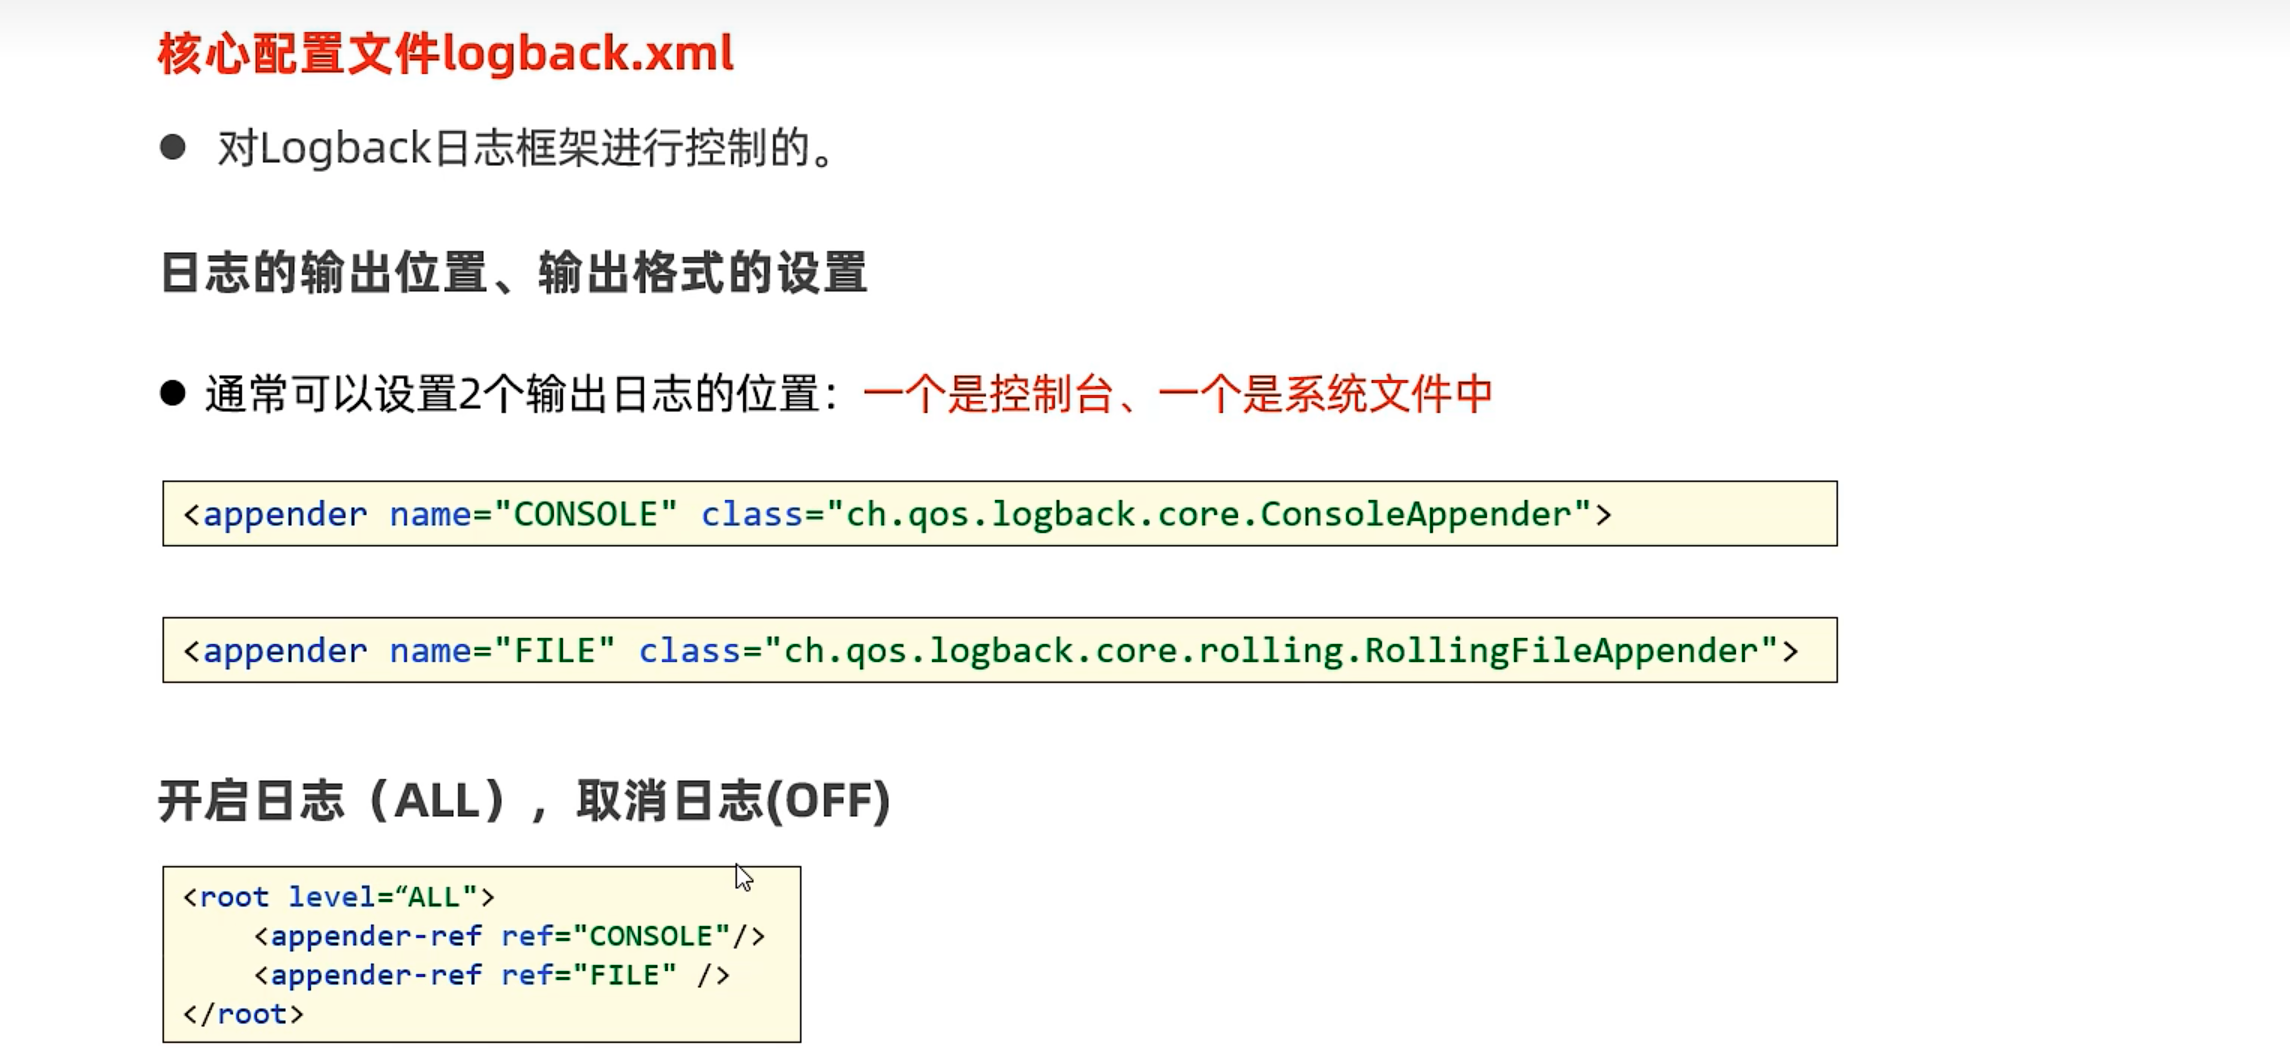 核心配置文件logback.xml
● 对Logback日志框架进行控制的。
日志的输出位置、输出格式的设置
● 通常可以设置2个输出日志的位置：一个是控制台、一个是系统文件中
<appender name="CONSOLE" class="ch.qos.logback.core.ConsoleAppender">
<appender name="FILE" class="ch.qos.logback.core.rolling.RollingFileAppender">
开启日志（ALL），取消日志(OFF)
<root level=“ALL">
    <appender-ref ref="CONSOLE"/>
    <appender-ref ref="FILE" />
</root>